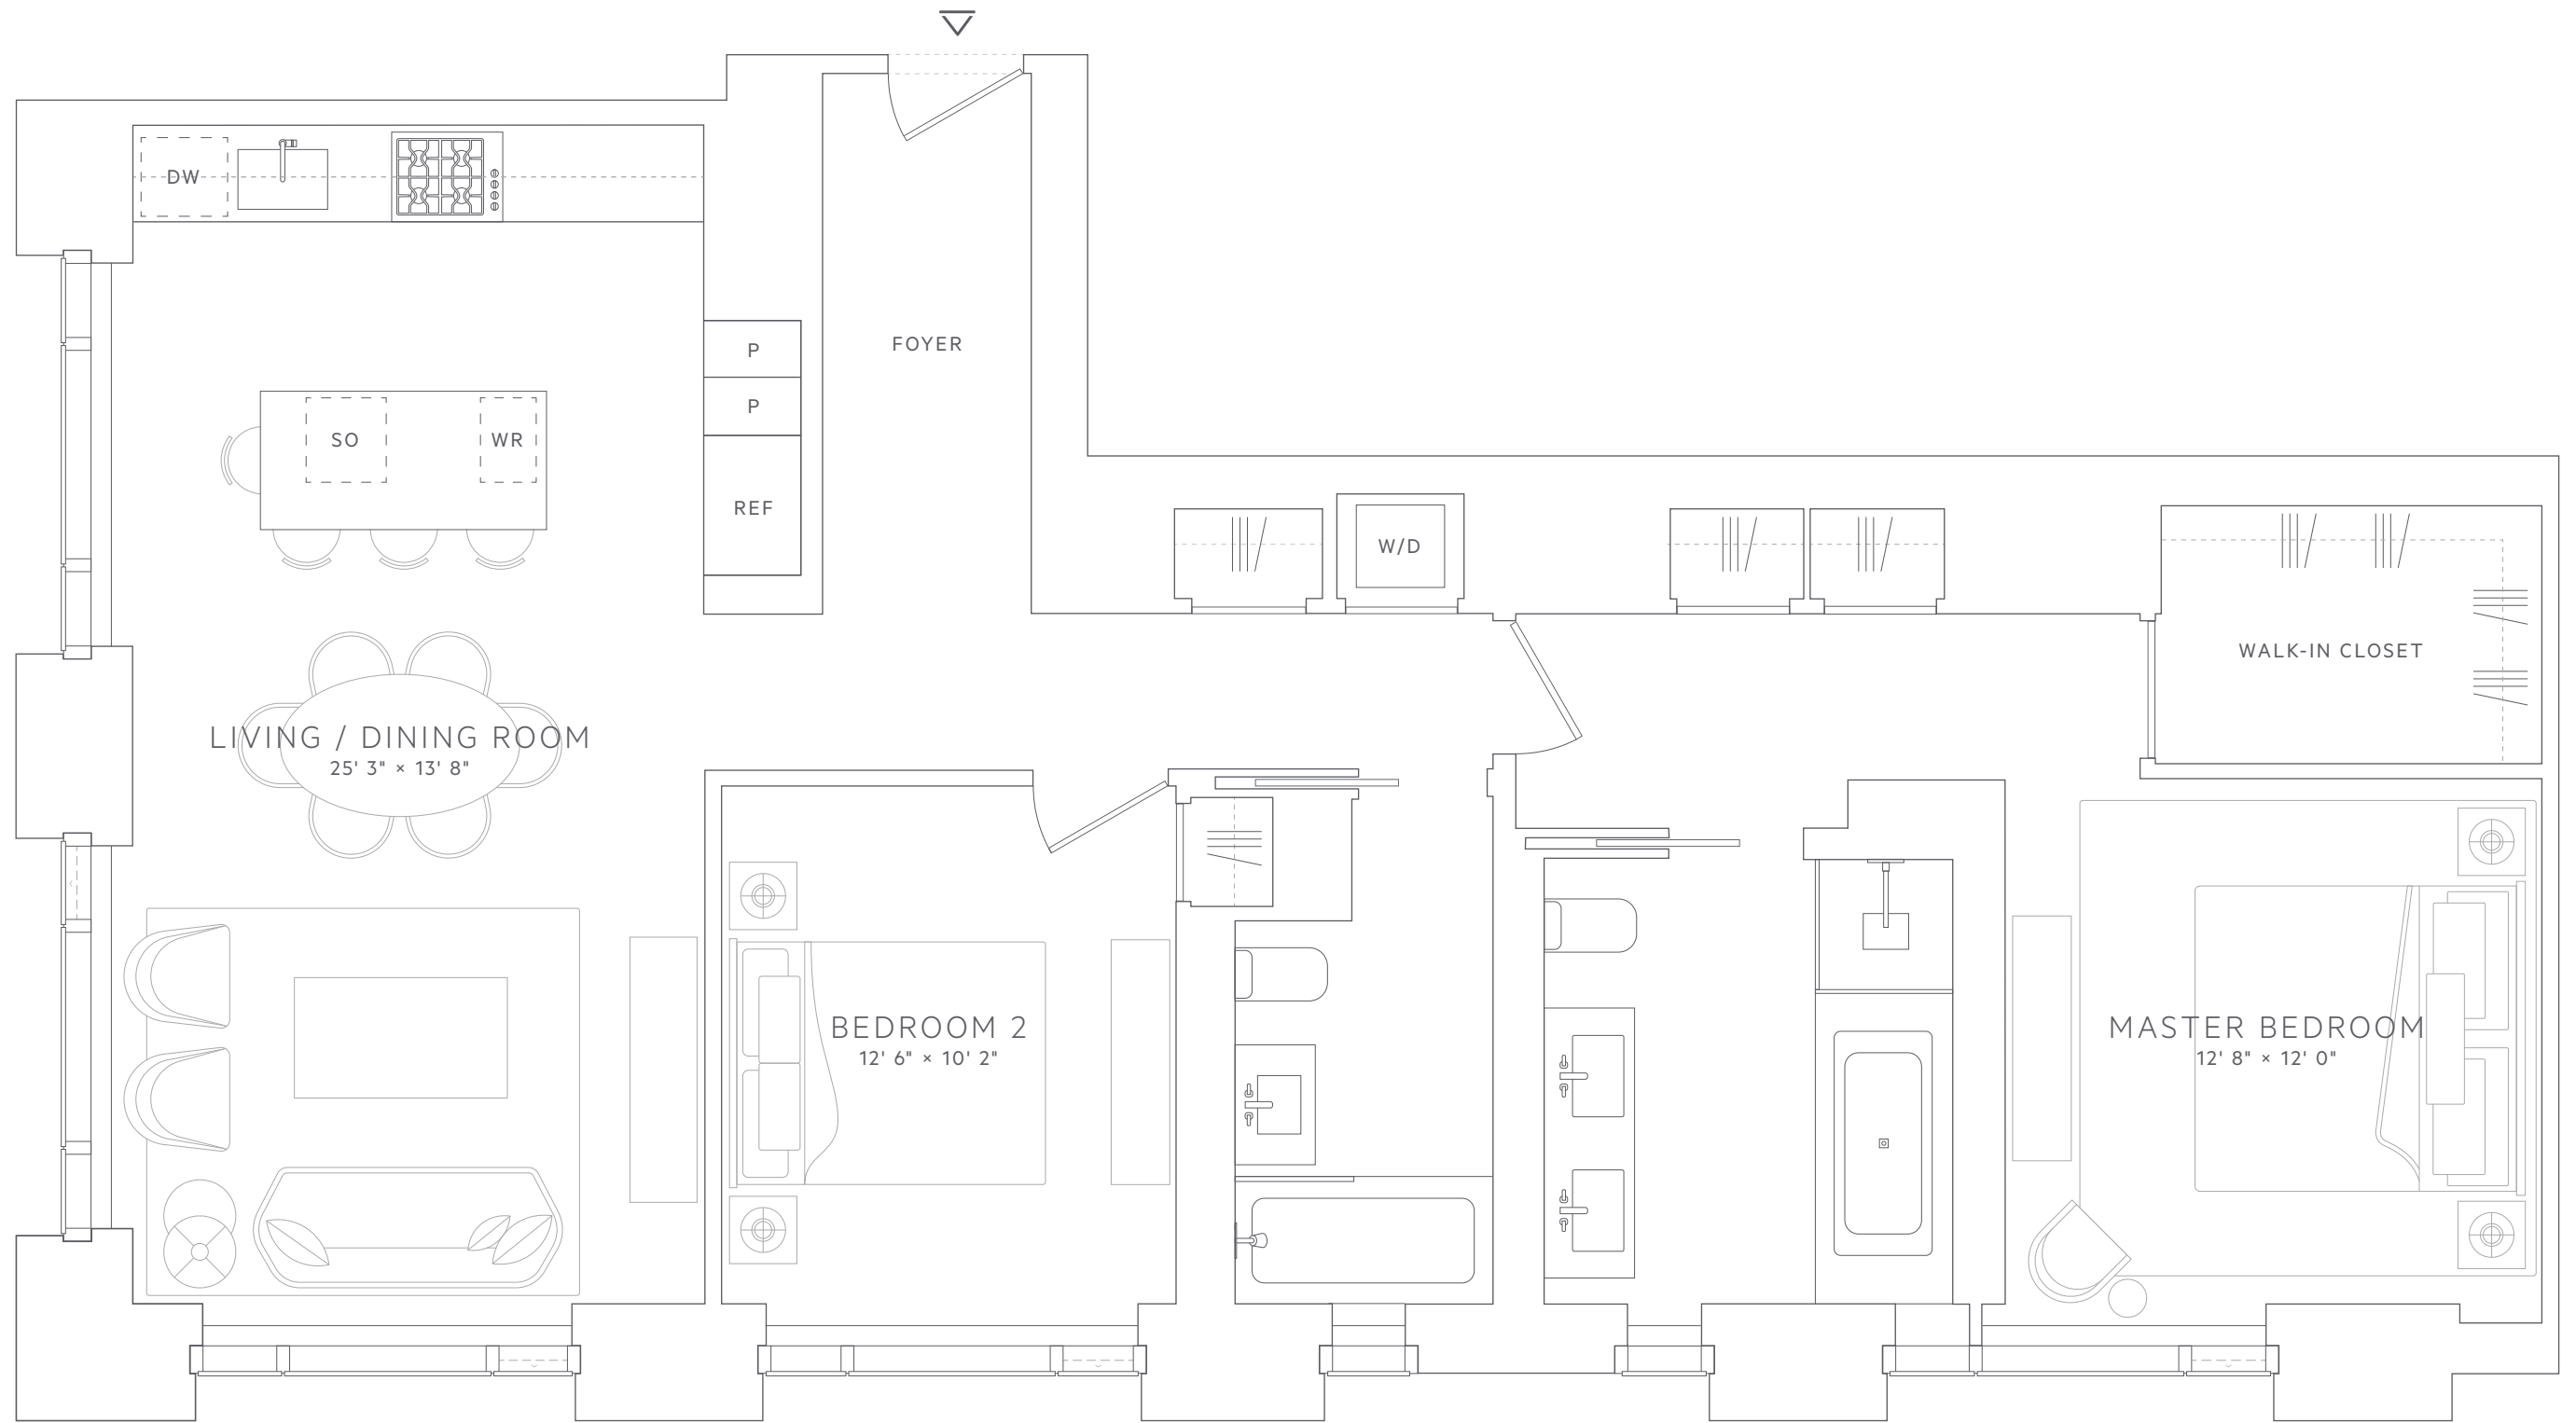 DW
FOYER
P
P
SO
WR
REF
W/D
WALK-IN CLOSET
LIVING / DINING ROOM
25' 3" × 13' 8"
BEDROOM 2
12' 6" × 10' 2"
MASTER BEDROOM
12' 8" × 12' 0"